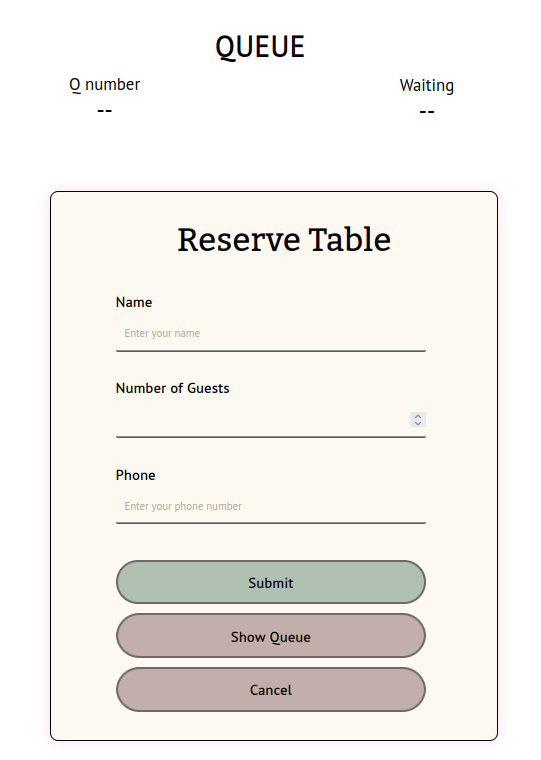 QUEUE
Q number
Waiting
--
--
Reserve Table
Name
Enter your name
Number of Guests
Phone
Enter your phone number
Submit
Show Queue
Cancel